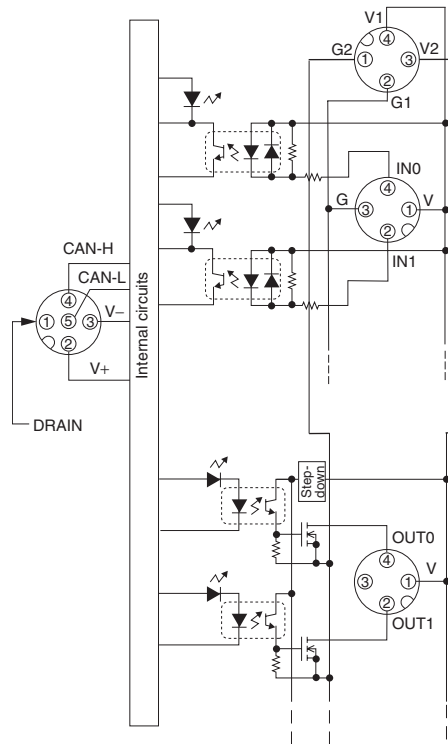 V1
G2
4
V2
1
3
2
G1
IN0
4
G
3
1
V
2
IN1
CAN-H
CAN-L
4
V−
1
5
3
2
V+
DRAIN
Internal circuits
Step-
down
OUT0
4
V
3
1
2
OUT1